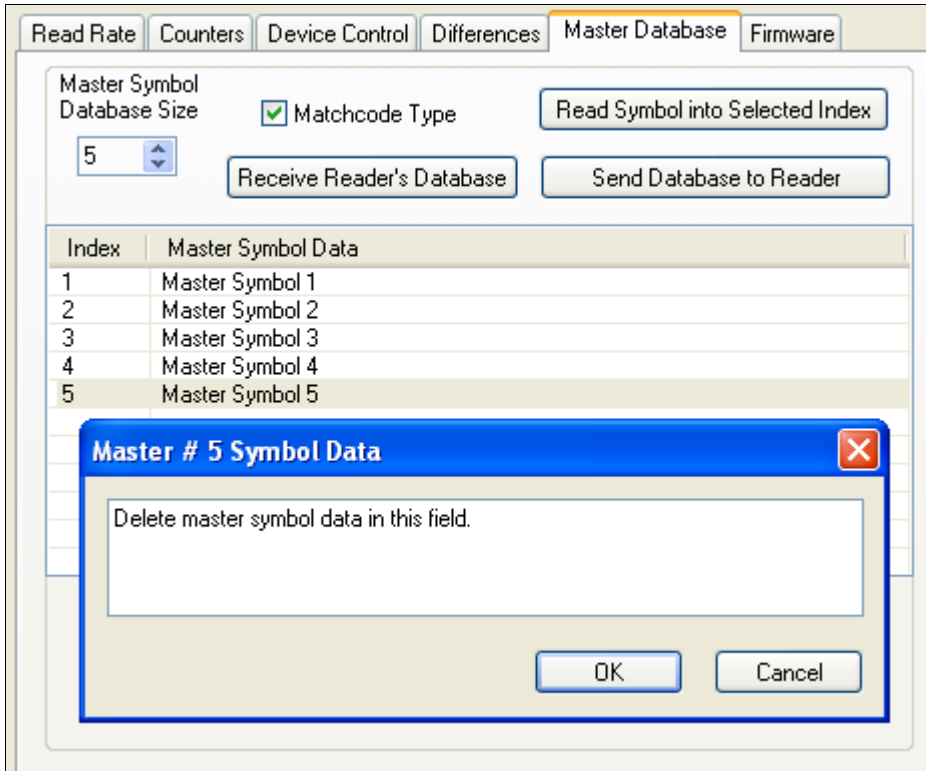 Read Rate Counters Device Control Differences Master Database Firmware
Master Symbol
Database Size
Matchcode Type
Read Symbol into Selected Index
5
Receive Reader's Database
Send Database to Reader
Index Master Symbol Data
1 Master Symbol 1
2 Master Symbol 2
3 Master Symbol 3
4 Master Symbol 4
5 Master Symbol 5
Master # 5 Symbol Data
Delete master symbol data in this field.
OK Cancel